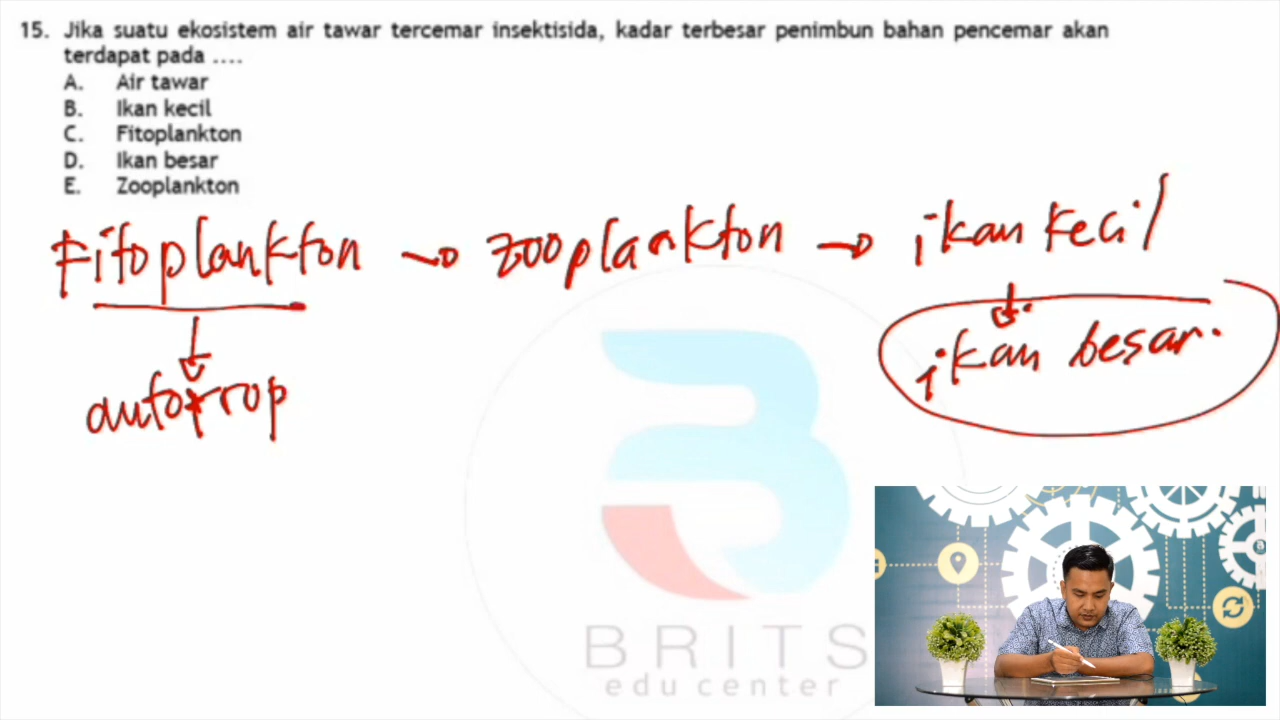 15. Jika suatu ekosistem air tawar tercemar insektisida, kadar terbesar penimbun bahan pencemar akan
terdapat pada ....
A. Air tawar
B. Ikan kecil
C. Fitoplankton
D. Ikan besar
E. Zooplankton
Fitoplankton → zooplankton → ikan kecil
ikan besar.
autotrop
BRITS
edu center